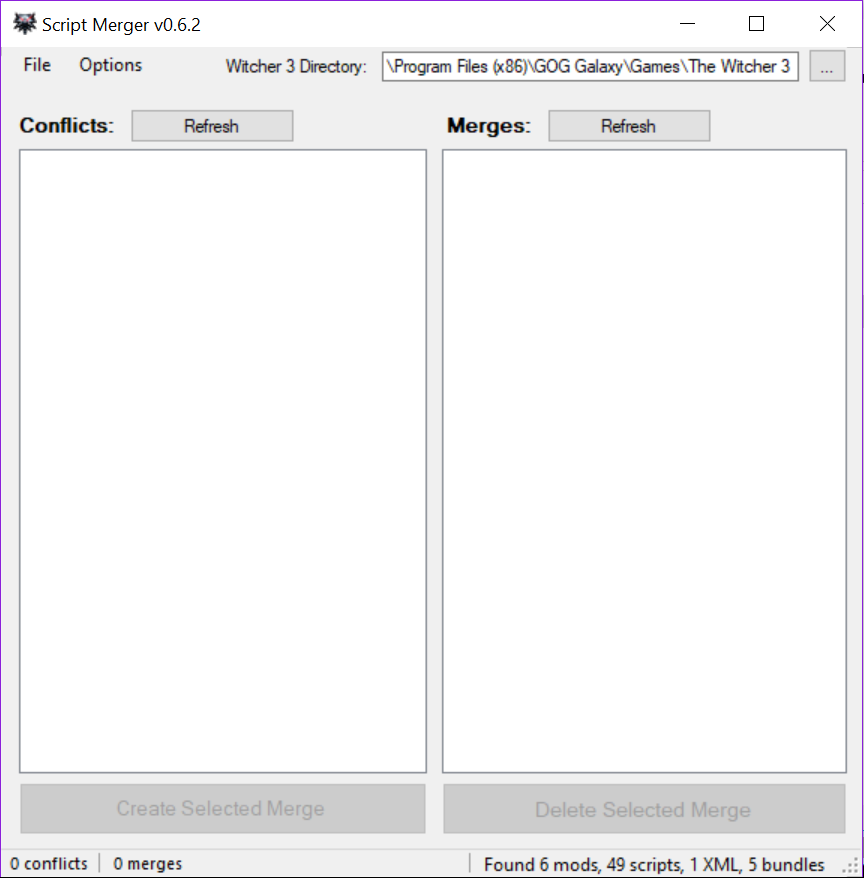 Script Merger v0.6.2
File Options Witcher 3 Directory: \Program Files (x86)\GOG Galaxy\Games\The Witcher 3 ...
Conflicts: Refresh Merges: Refresh
Create Selected Merge Delete Selected Merge
0 conflicts 0 merges Found 6 mods, 49 scripts, 1 XML, 5 bundles